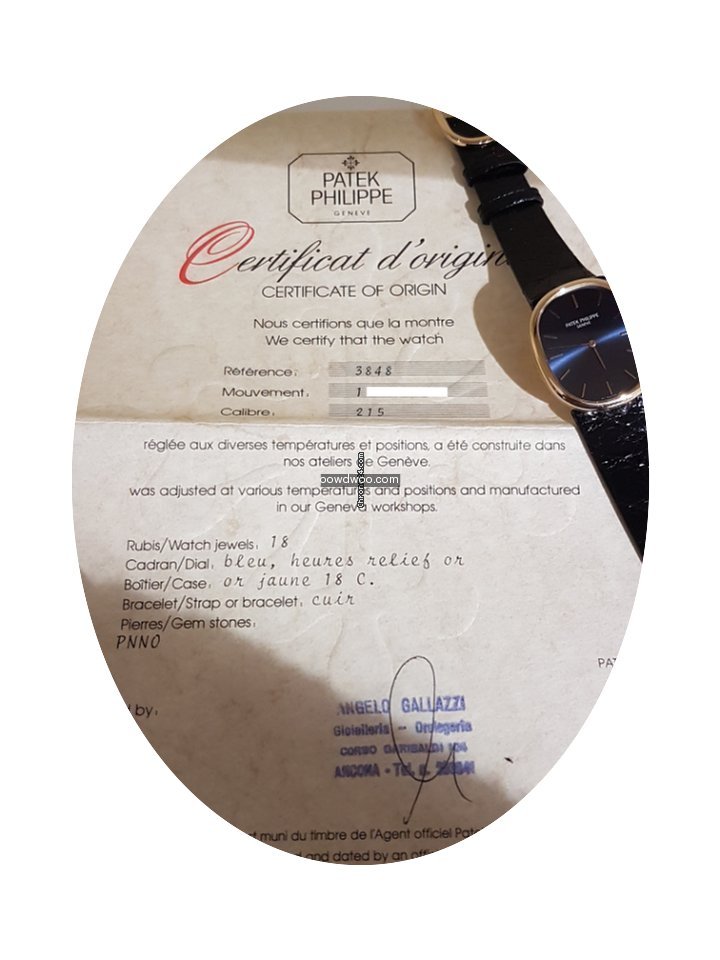 PATEK
PHILIPPE
GENEVE
Certificat d'origin
CERTIFICATE OF ORIGIN
Nous certifions que la montre
We certify that the watch
Référence: 3848
Mouvement: 1
Calibre: 215
réglée aux diverses températures et positions, a été construite dans
nos ateliers de Genève.
was adjusted at various temperatures and positions and manufactured
in our Geneva workshops.
powdwoo.com
Rubis/Watch jewels: 18
Cadran/Dial: bleu, heures relief or
Boîtier/Case: or jaune 18 C.
Bracelet/Strap or bracelet: cuir
Pierres/Gem stones:
PNNO
PAT
by:
ANGELO GALLAZZI
Gioielleria - Orologeria
CORSO GARIBALDI
ANCONA - Tel. n.
muni du timbre de l'Agent officiel Pate
and dated by an off
PATEK PHILIPPE
GENEVE